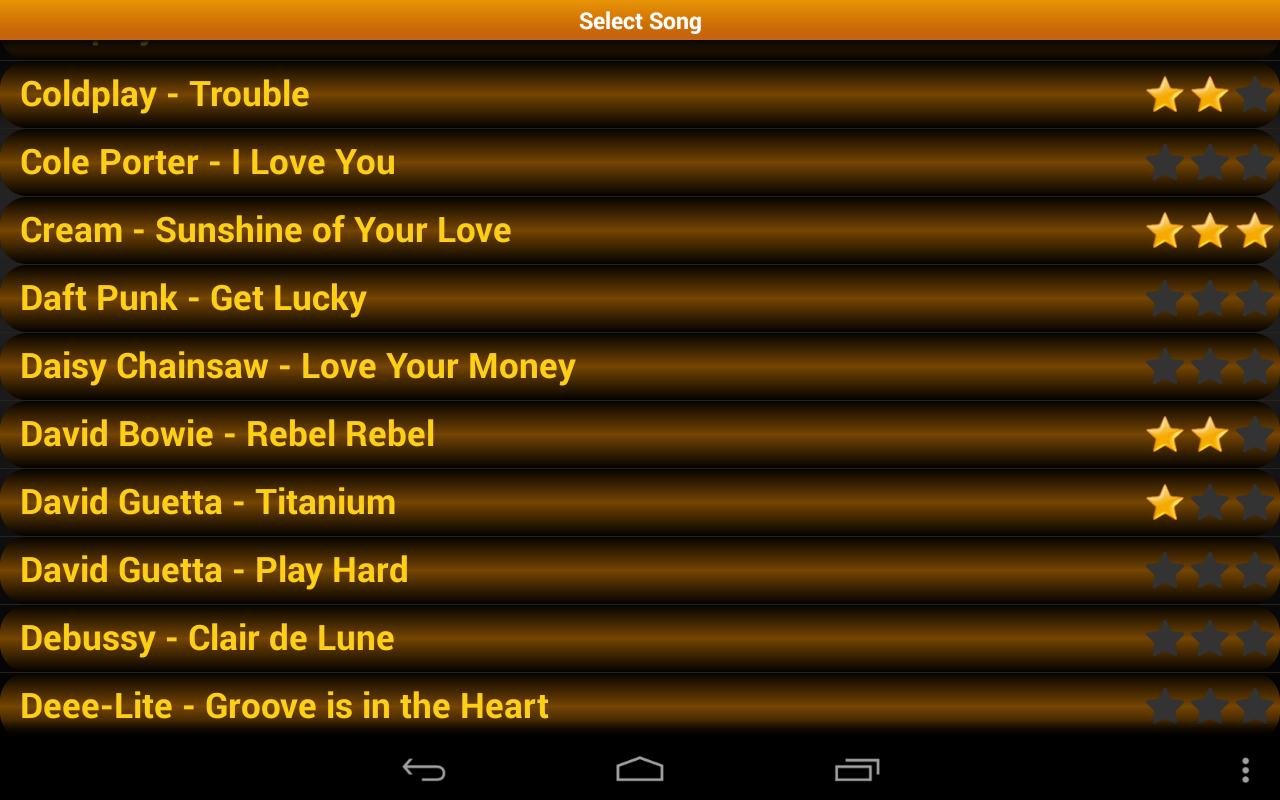 Select Song
Coldplay - Trouble
Cole Porter - I Love You
Cream - Sunshine of Your Love
Daft Punk - Get Lucky
Daisy Chainsaw - Love Your Money
David Bowie - Rebel Rebel
David Guetta - Titanium
David Guetta - Play Hard
Debussy - Clair de Lune
Deee-Lite - Groove is in the Heart